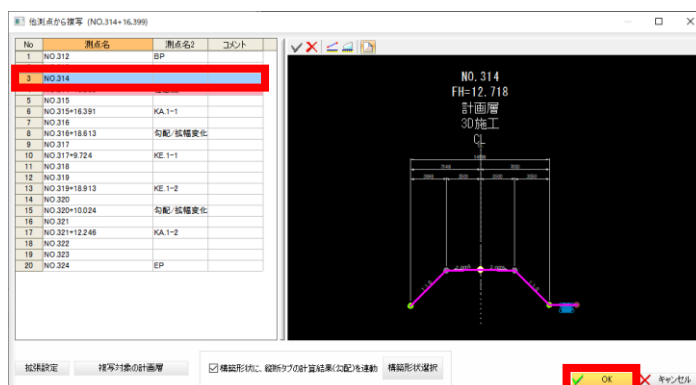 他測点から複写 (NO.314+16.399)
No 測点名 測点名2 コメント
1 NO.312 BP
3 NO.314
5 NO.315
6 NO.315+16.391 KA.1-1
7 NO.316
8 NO.316+18.613 勾配/拡幅変化
9 NO.317
10 NO.317+9.724 KE.1-1
11 NO.318
12 NO.319
13 NO.319+18.913 KE.1-2
14 NO.320
15 NO.320+10.024 勾配/拡幅変化
16 NO.321
17 NO.321+12.246 KA.1-2
18 NO.322
19 NO.323
20 NO.324 EP
NO.314
FH=12.718
計画層
3D施工
CL
拡張設定 複写対象の計画層 構築形状に、縦断タブの計算結果(勾配)を連動 構築形状選択
OK キャンセル